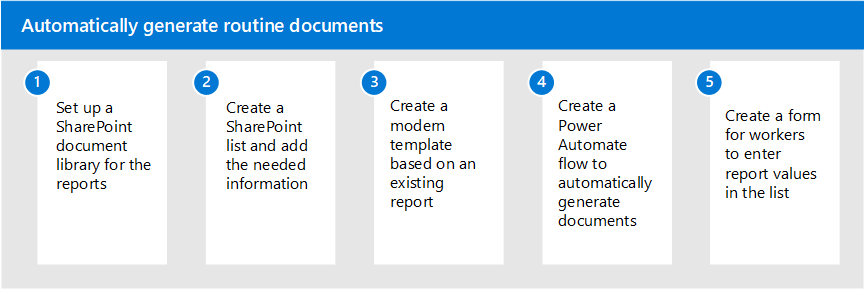 Automatically generate routine documents
1
Set up a
SharePoint
document
library for the
reports
2
Create a
SharePoint
list and add
the needed
information
3
Create a
modern
template
based on an
existing
report
4
Create a
Power
Automate
flow to
automatically
generate
documents
5
Create a form
for workers
to enter
report values
in the list